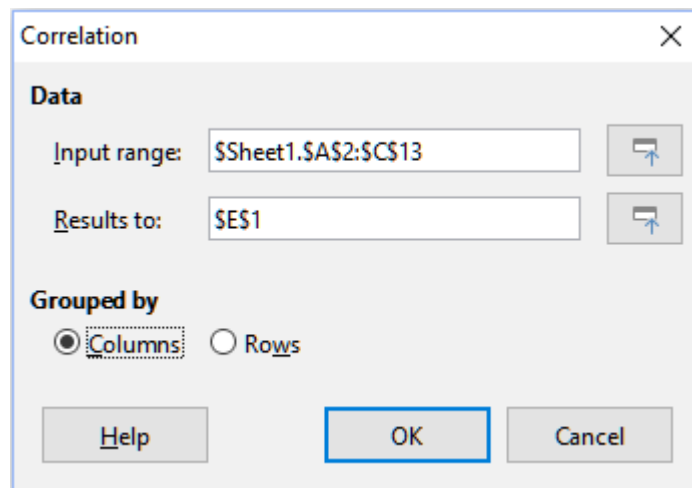 Correlation
Data
Input range: $Sheet1.$A$2:$C$13
Results to: $E$1
Grouped by
Columns Rows
Help OK Cancel